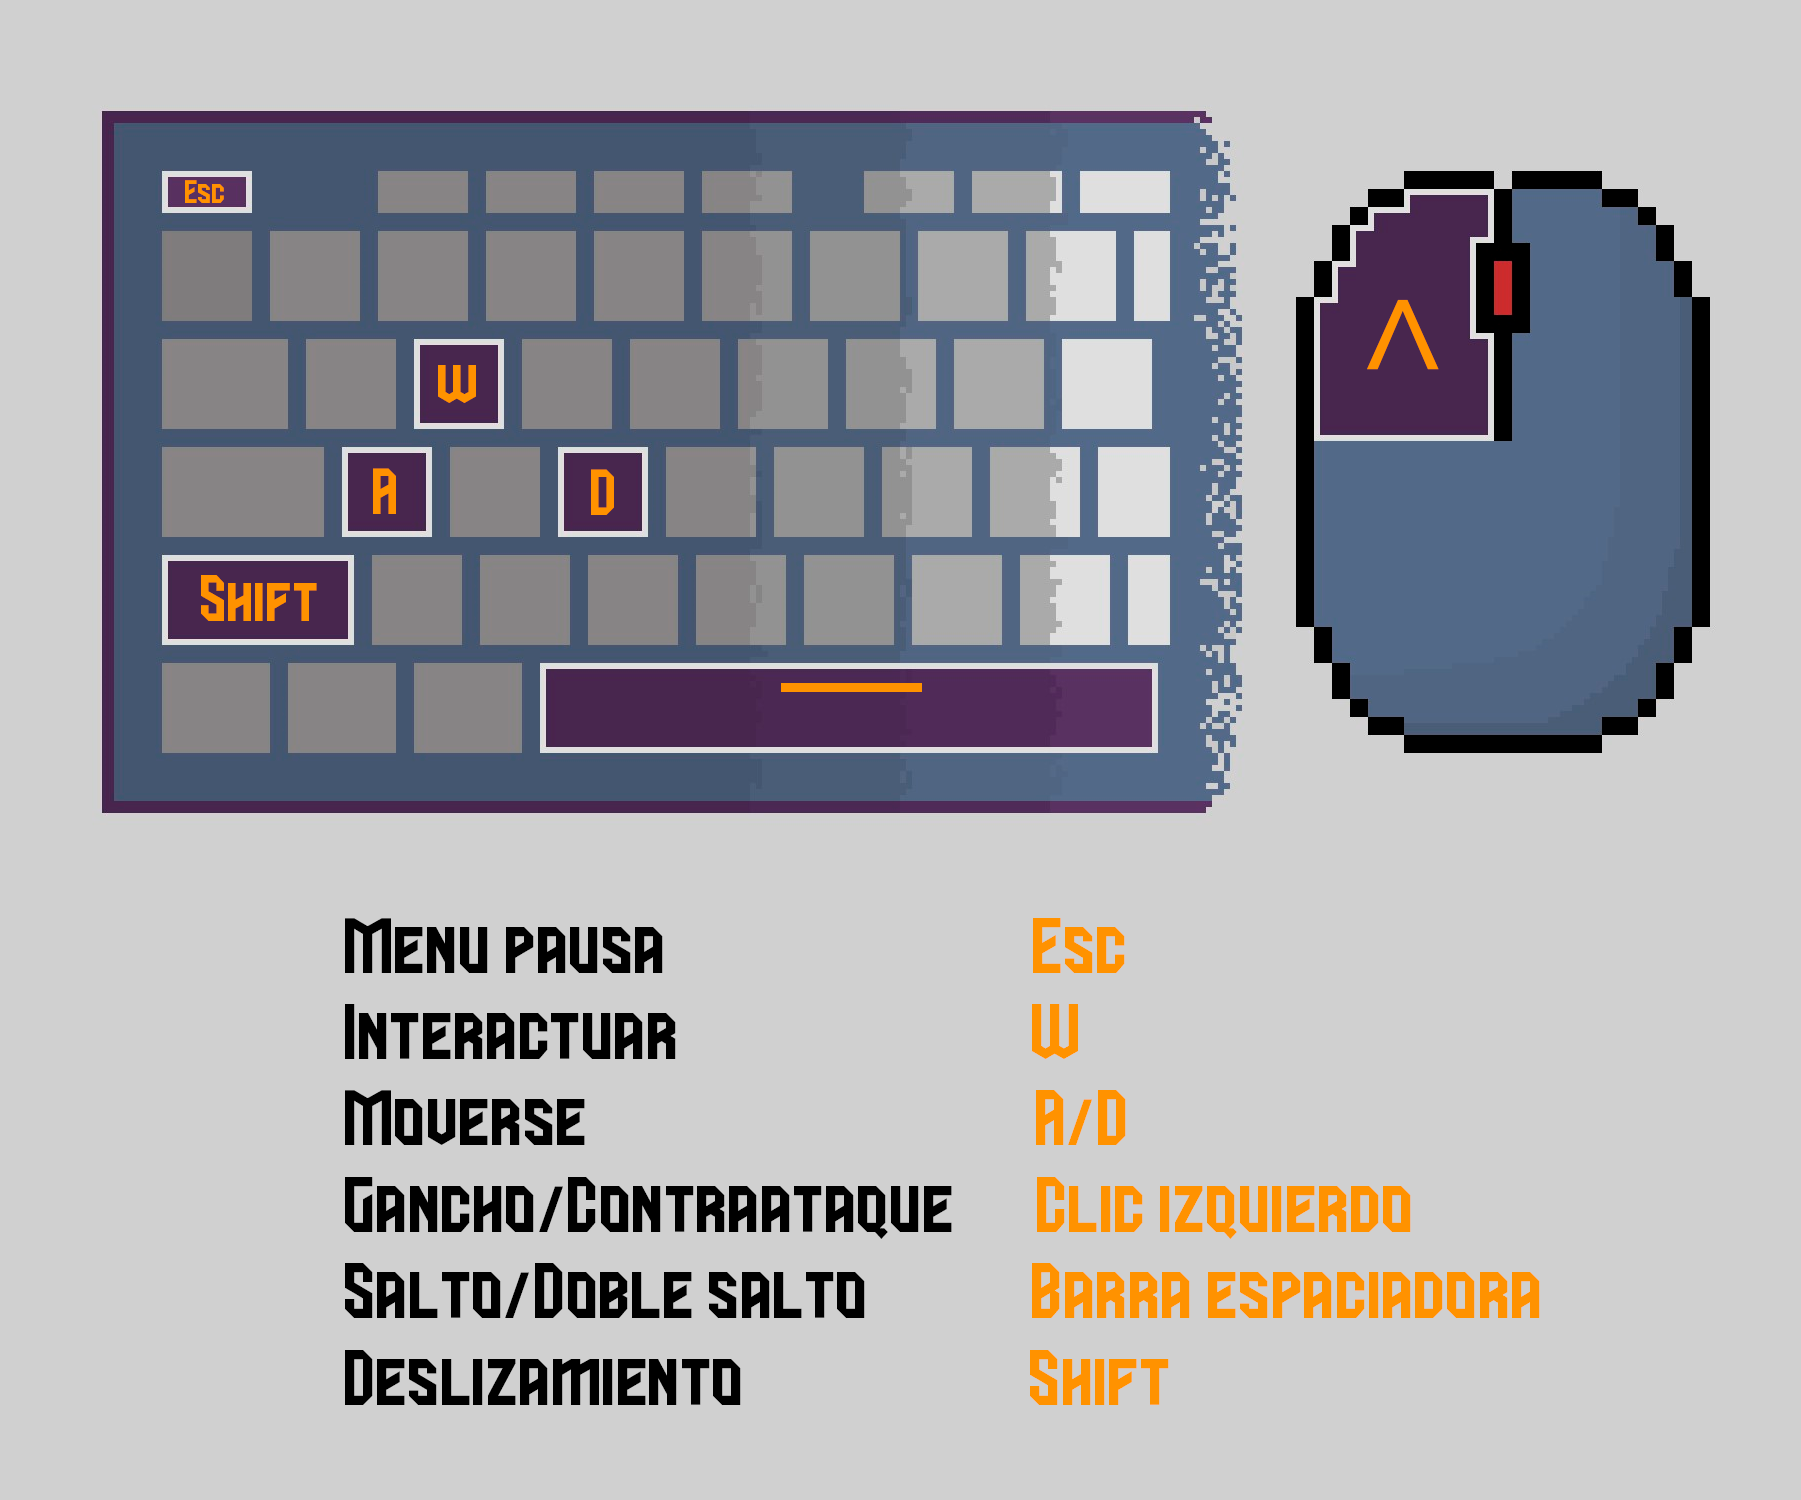 Esc
W
A
D
Shift
Menu pausa
Esc
Interactuar
W
Moverse
A/D
Gancho/Contraataque
Clic izquierdo
Salto/Doble salto
Barra espaciadora
Deslizamiento
Shift